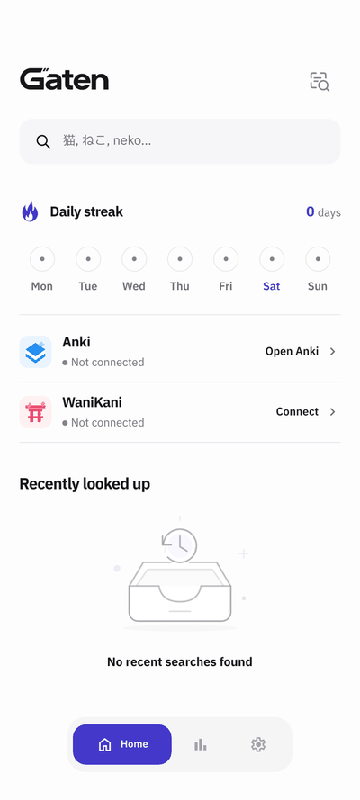 Gaten
猫, ねこ, neko...
Daily streak
0 days
Mon Tue Wed Thu Fri Sat Sun
Anki
Not connected
Open Anki
WaniKani
Not connected
Connect
Recently looked up
No recent searches found
Home